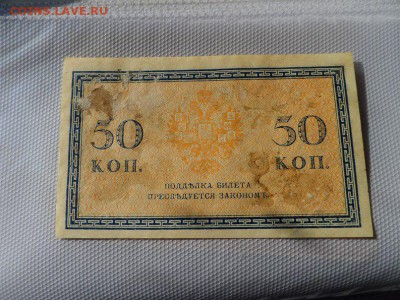 COINS.LAVE.RU
50 50
КОП. КОП.
ПОДДѢЛКА БИЛЕТА
ПРЕСЛѢДУЕТСЯ ЗАКОНОМЪ.